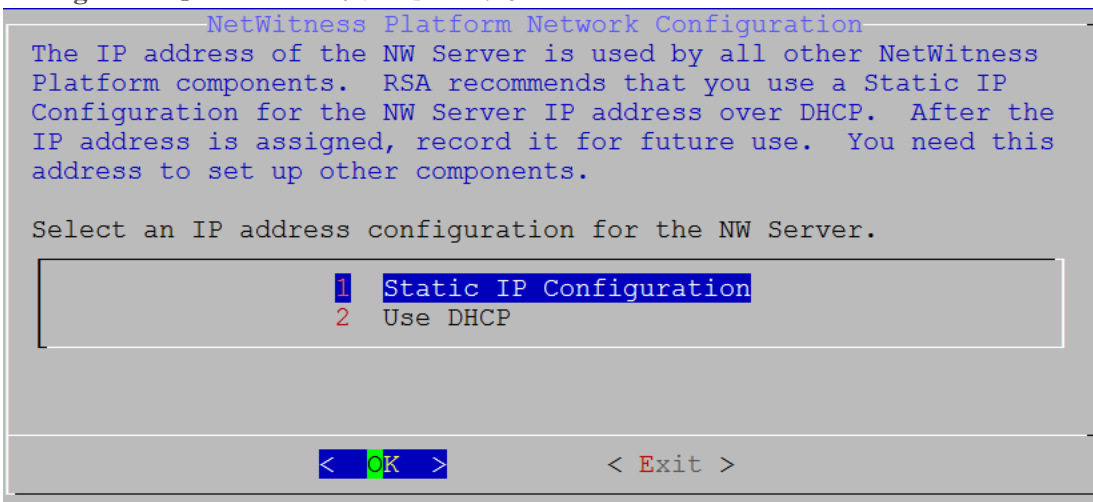 NetWitness Platform Network Configuration
The IP address of the NW Server is used by all other NetWitness
Platform components.  RSA recommends that you use a Static IP
Configuration for the NW Server IP address over DHCP.  After the
IP address is assigned, record it for future use.  You need this
address to set up other components.
Select an IP address configuration for the NW Server.
1  Static IP Configuration
2  Use DHCP
<  OK  >          < Exit >